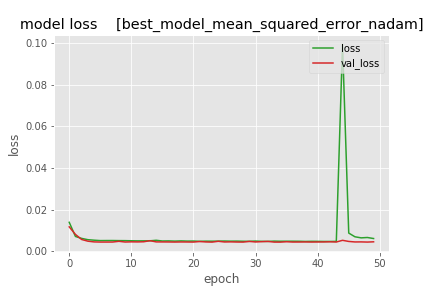 model loss    [best_model_mean_squared_error_nadam]
loss
val_loss
0.10
0.08
0.06
0.04
0.02
0.00
loss
0 10 20 30 40 50
epoch